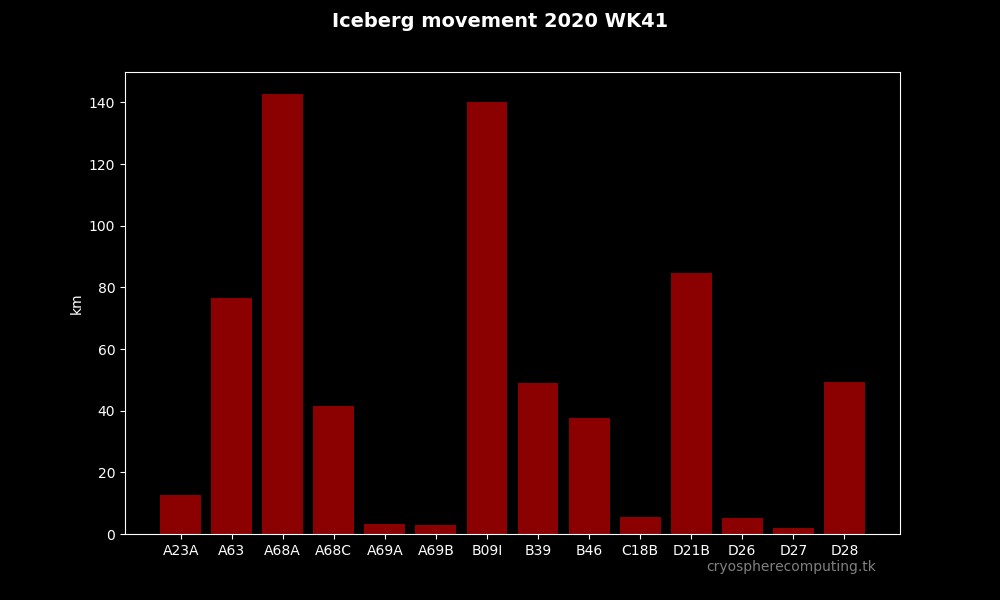 Iceberg movement 2020 WK41
140
120
100
80
60
40
20
0
km
A23A A63 A68A A68C A69A A69B B09I B39 B46 C18B D21B D26 D27 D28
cryospherecomputing.tk